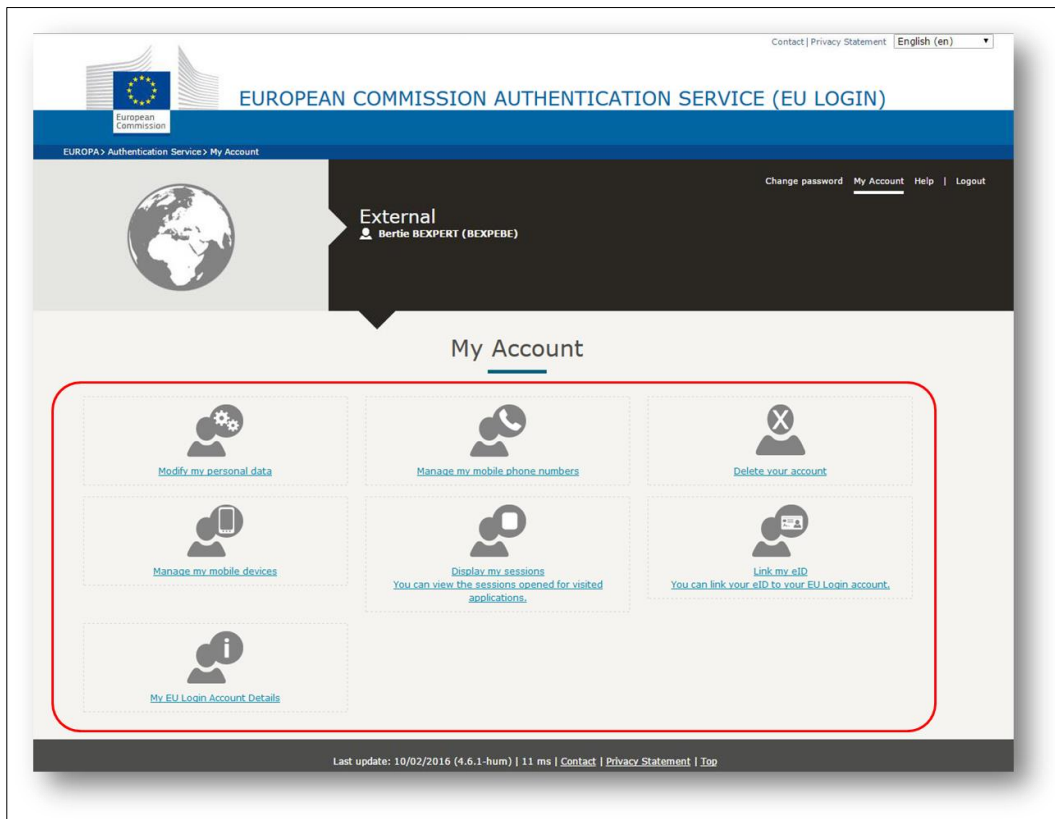 Contact | Privacy Statement English (en)
EUROPEAN COMMISSION AUTHENTICATION SERVICE (EU LOGIN)
European
Commission
EUROPA > Authentication Service > My Account
Change password My Account Help | Logout
External
Bertie BEXPERT (BEXPEBE)
My Account
Modify my personal data
Manage my mobile phone numbers
X
Delete your account
Manage my mobile devices
Display my sessions
You can view the sessions opened for visited
applications.
Link my eID
You can link your eID to your EU Login account.
i
My EU Login Account Details
Last update: 10/02/2016 (4.6.1-hum) | 11 ms | Contact | Privacy Statement | Top